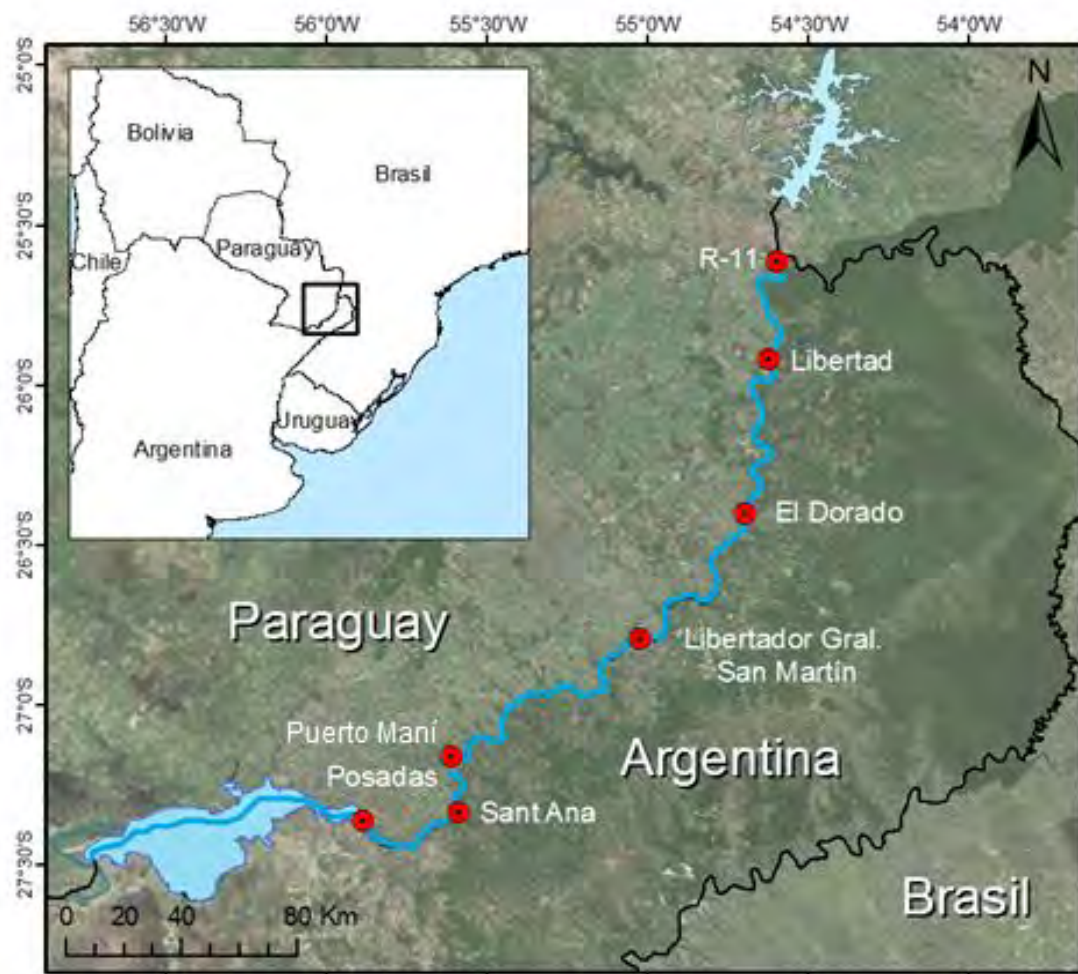 56°30'W
56°0'W
55°30'W
55°0'W
54°30'W
54°0'W
25°0'S
25°30'S
26°0'S
26°30'S
27°0'S
27°30'S
N
Bolivia
Brasil
Paraguay
Chile
Uruguay
Argentina
R-11
Libertad
El Dorado
Libertador Gral.
San Martín
Paraguay
Puerto Maní
Posadas
Argentina
Sant Ana
Brasil
0 20 40 80 Km